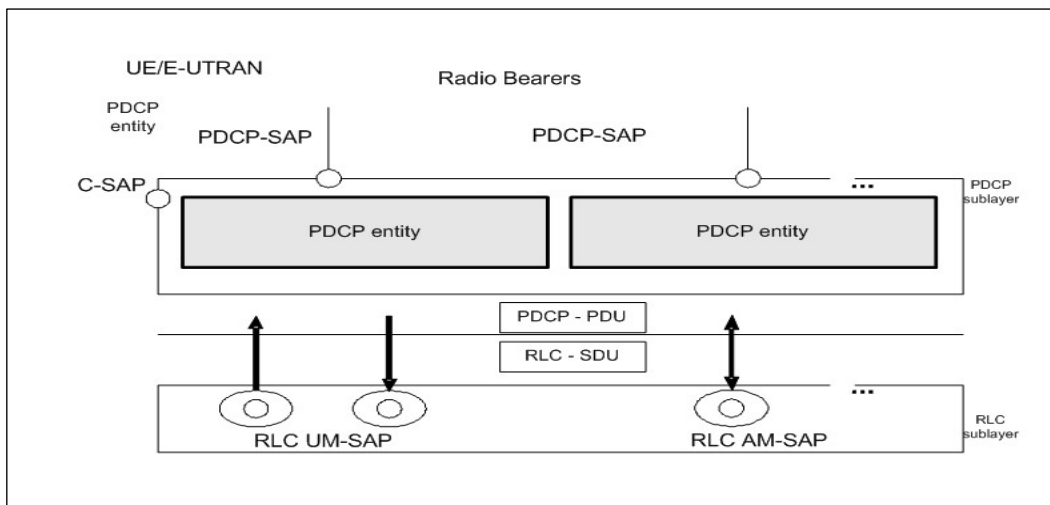 UE/E-UTRAN
Radio Bearers
PDCP
entity
PDCP-SAP
PDCP-SAP
C-SAP
...
PDCP
sublayer
PDCP entity
PDCP entity
PDCP - PDU
RLC - SDU
...
RLC UM-SAP
RLC AM-SAP
RLC
sublayer